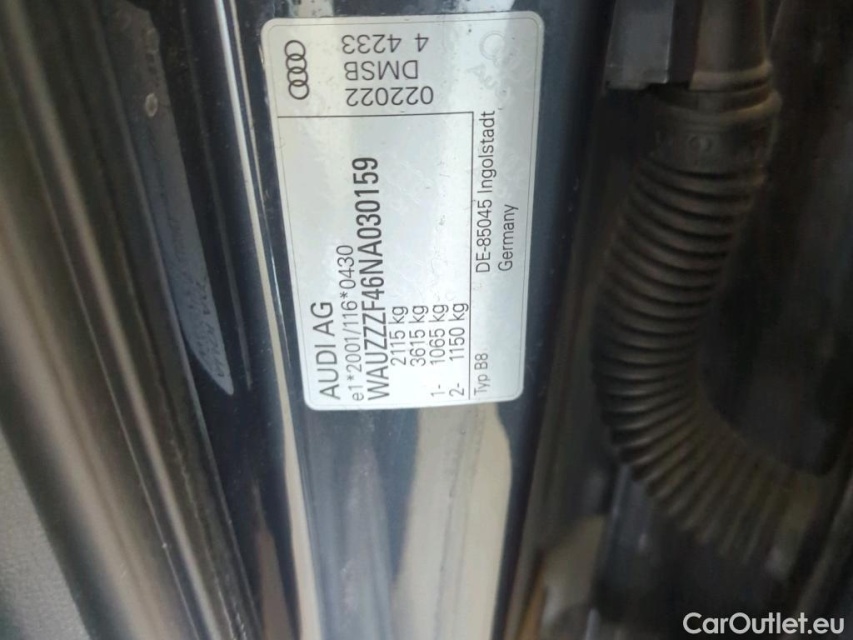 AUDI AG
e1*2001/116*0430
WAUZZZF46NA030159
2115 kg
3615 kg
1- 1065 kg
2- 1150 kg
Typ B8
DE-85045 Ingolstadt
Germany
022022
DMSB
4 4233
CarOutlet.eu